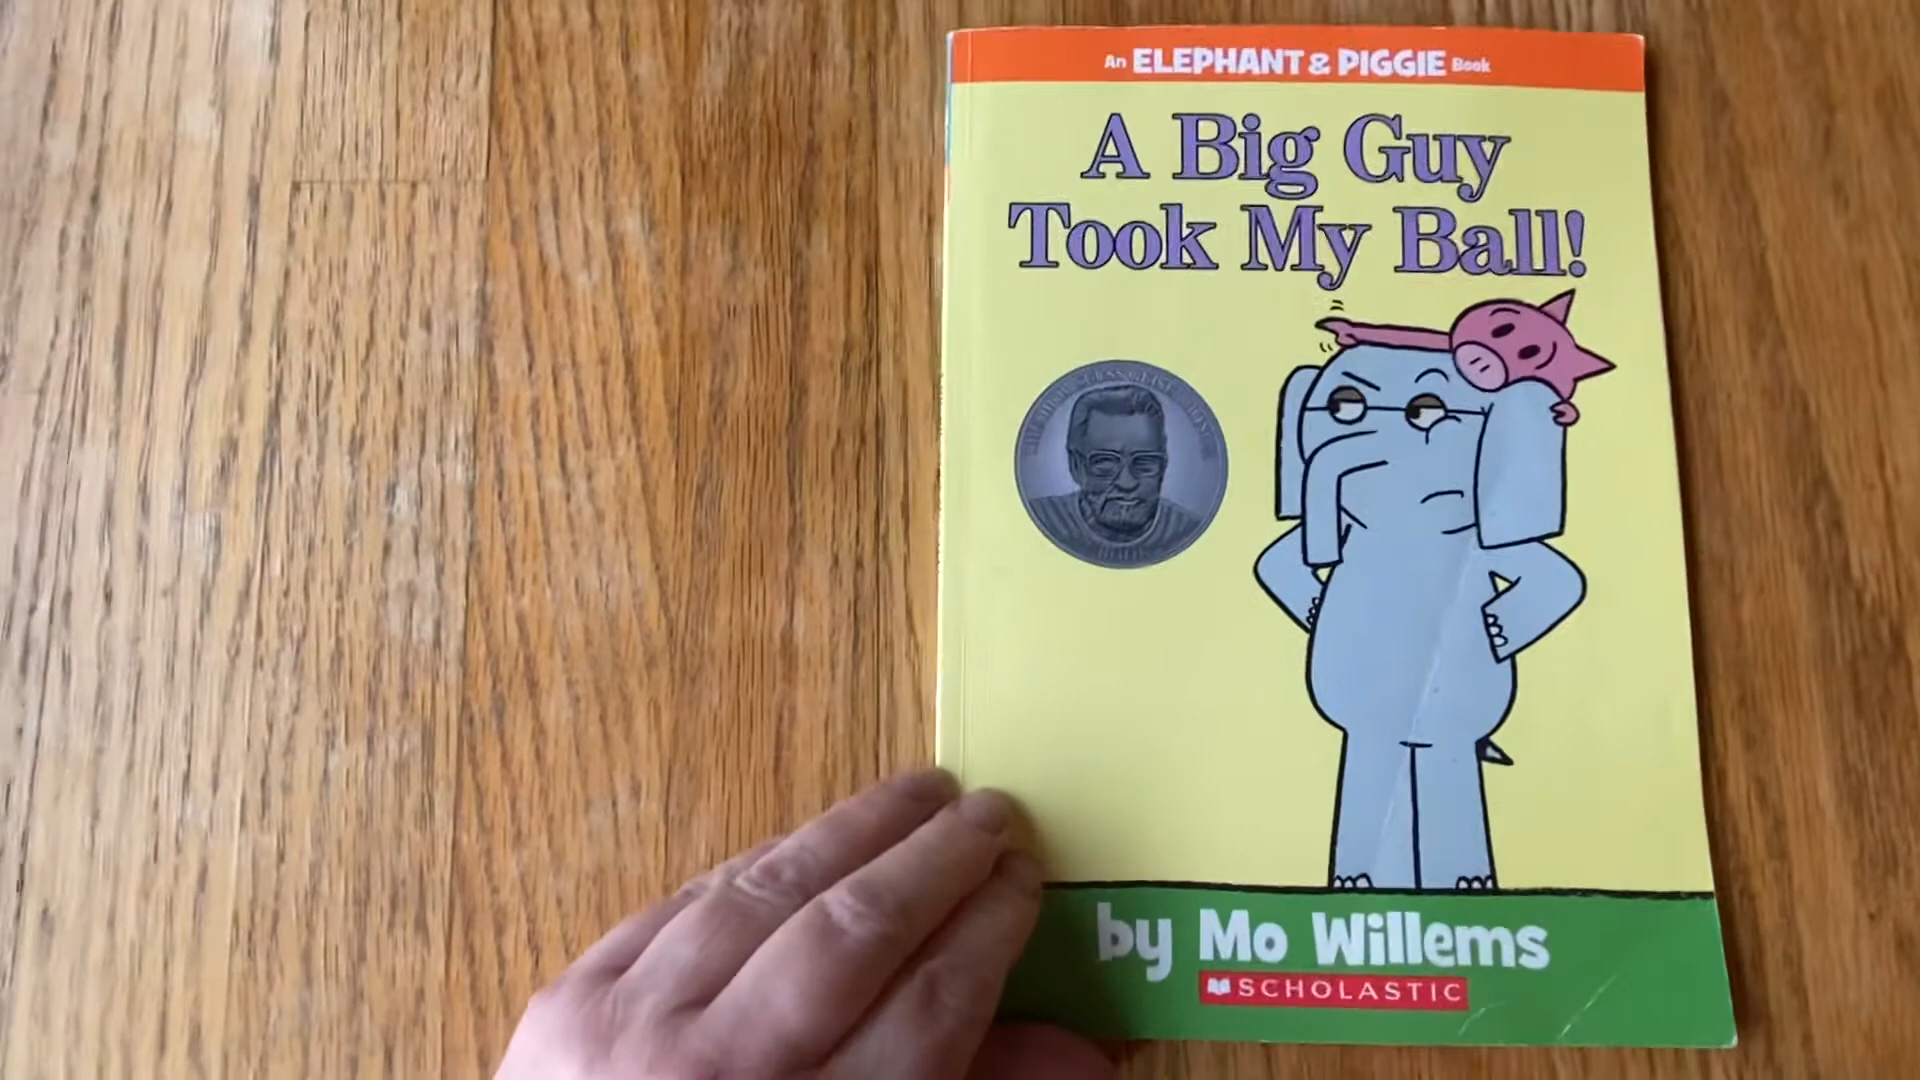 An ELEPHANT & PIGGIE Book
A Big Guy
Took My Ball!
by Mo Willems
SCHOLASTIC